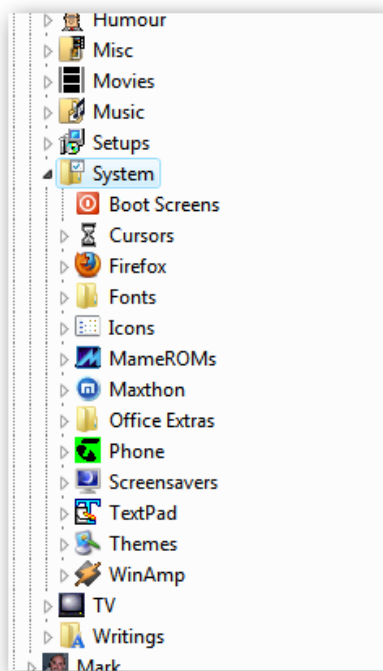 Humour
Misc
Movies
Music
Setups
System
Boot Screens
Cursors
Firefox
Fonts
Icons
MameROMs
Maxthon
Office Extras
Phone
Screensavers
TextPad
Themes
WinAmp
TV
Writings
Mark